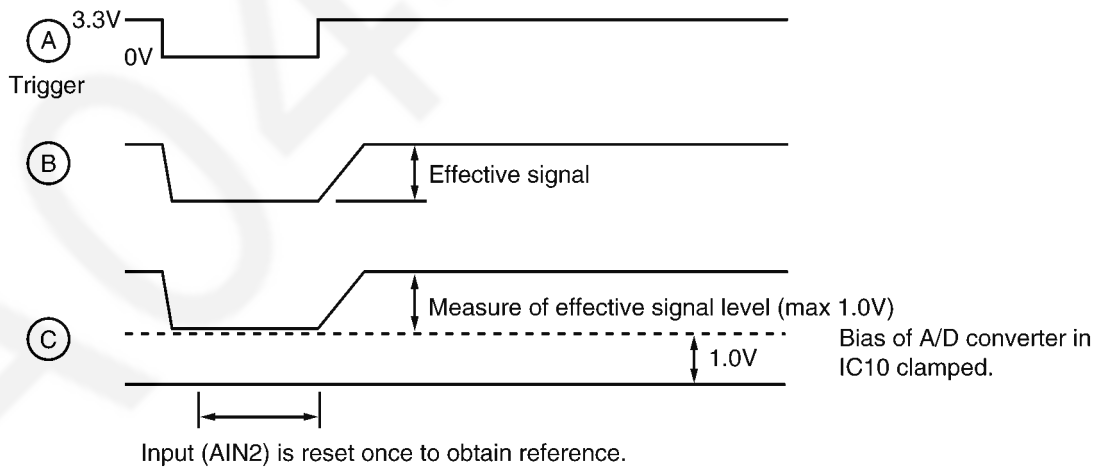 3.3V
A
0V
Trigger
B
Effective signal
Measure of effective signal level (max 1.0V)
C
1.0V
Bias of A/D converter in
IC10 clamped.
Input (AIN2) is reset once to obtain reference.